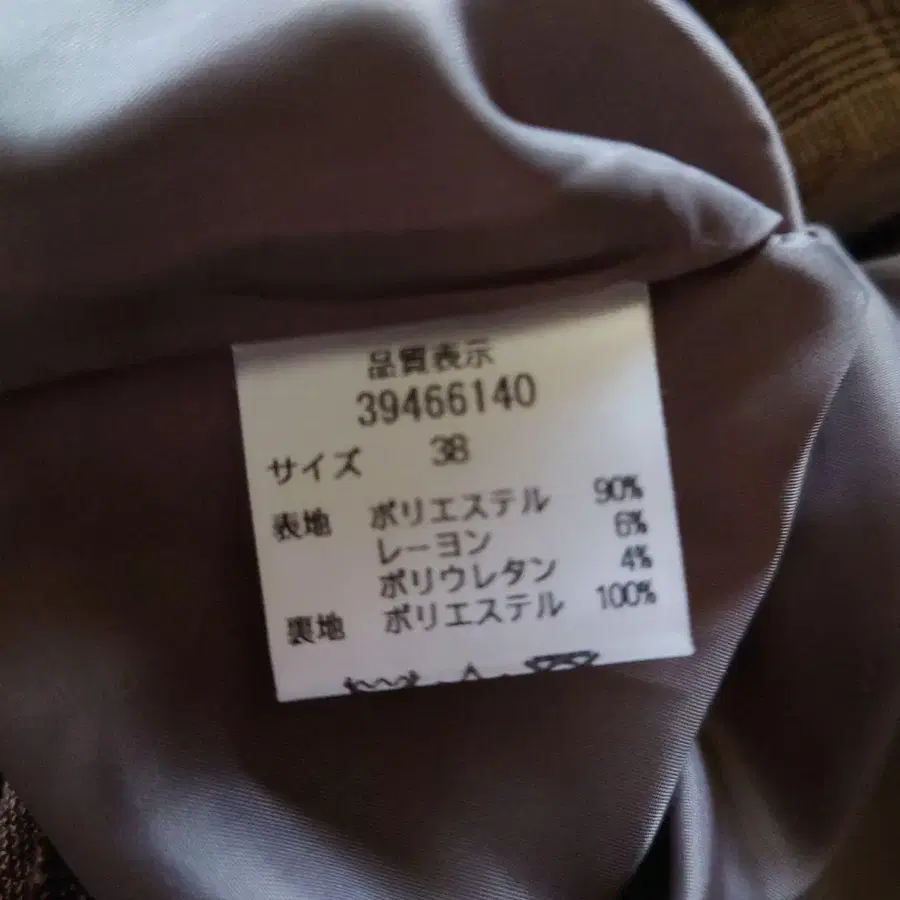 品質表示
39466140
サイズ 38
表地 ポリエステル 90%
レーヨン 6%
ポリウレタン 4%
裏地 ポリエステル 100%